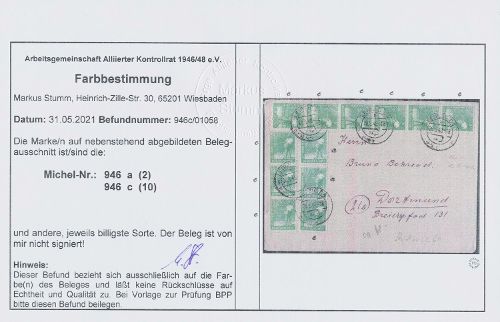 Arbeitsgemeinschaft Alliierter Kontrollrat 1946/48 e.V.
Farbbestimmung
Markus Stumm, Heinrich-Zille-Str. 30, 65201 Wiesbaden
Datum: 31.05.2021 Befundnummer: 946c/01058
Die Marke/n auf nebenstehend abgebildeten Beleg-
ausschnitt ist/sind die:
Michel-Nr.: 946 a (2)
946 c (10)
und andere, jeweils billigste Sorte. Der Beleg ist von
mir nicht signiert!
Hinweis:
Dieser Befund bezieht sich ausschließlich auf die Far-
be(n) des Beleges und läßt keine Rückschlüsse auf
Echtheit und Qualität zu. Bei Vorlage zur Prüfung BPP
bitte diesen Befund beilegen.
Herrn
Bruno
Dortmund
131